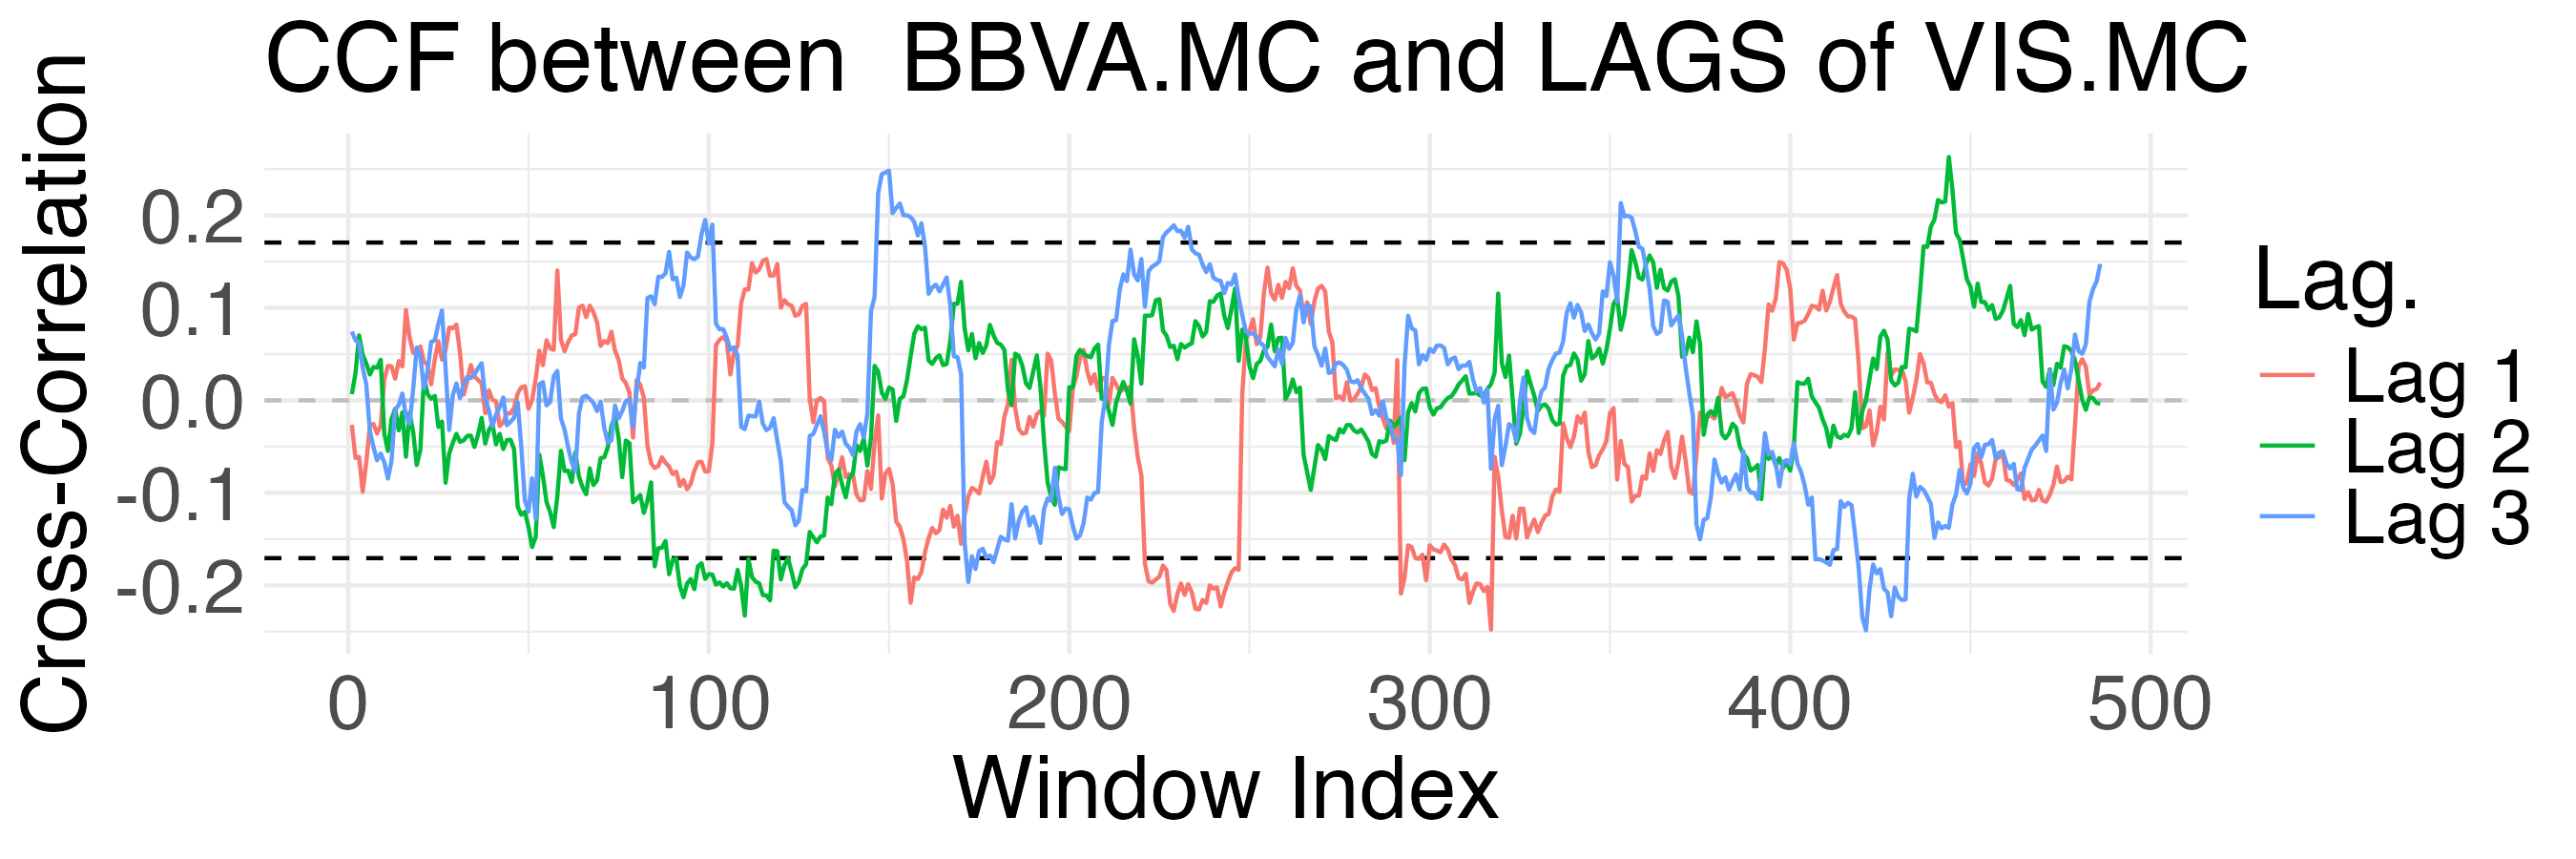 CCF between  BBVA.MC and LAGS of VIS.MC
Cross-Correlation
0.2
0.1
0.0
-0.1
-0.2
0 100 200 300 400 500
Window Index
Lag.
Lag 1
Lag 2
Lag 3